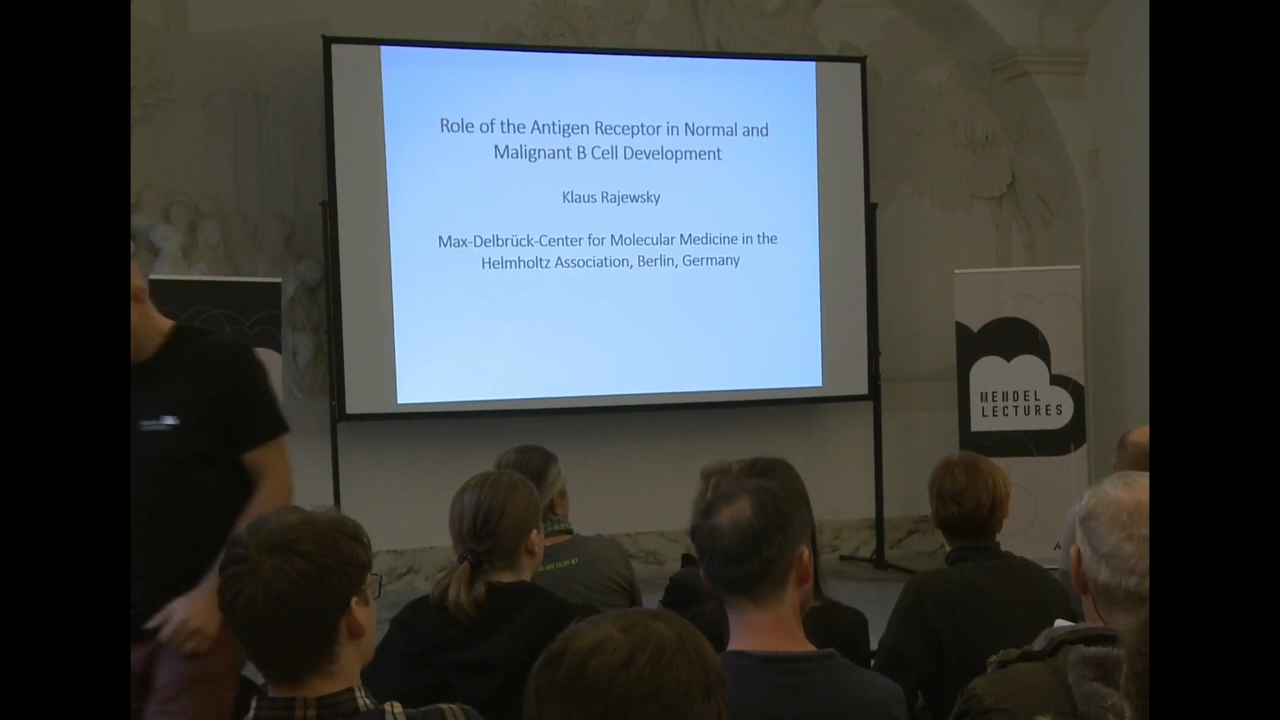 Role of the Antigen Receptor in Normal and
Malignant B Cell Development
Klaus Rajewsky
Max-Delbrück-Center for Molecular Medicine in the
Helmholtz Association, Berlin, Germany
MENDEL
LECTURES